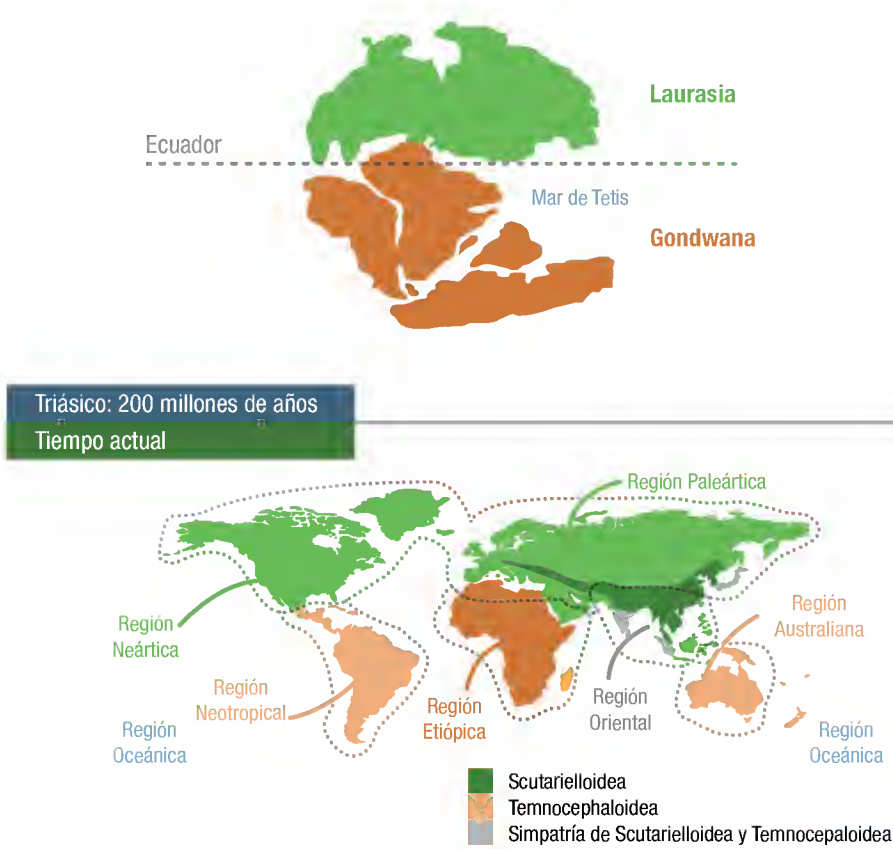 Laurasia
Ecuador
Mar de Tetis
Gondwana
Triásico: 200 millones de años
Tiempo actual
Región Paleártica
Región
Neártica
Región
Australiana
Región
Neotropical
Región
Etiópica
Región
Oriental
Región
Oceánica
Región
Oceánica
Scutarielloidea
Temnocephaloidea
Simpatría de Scutarielloidea y Temnocepaloidea